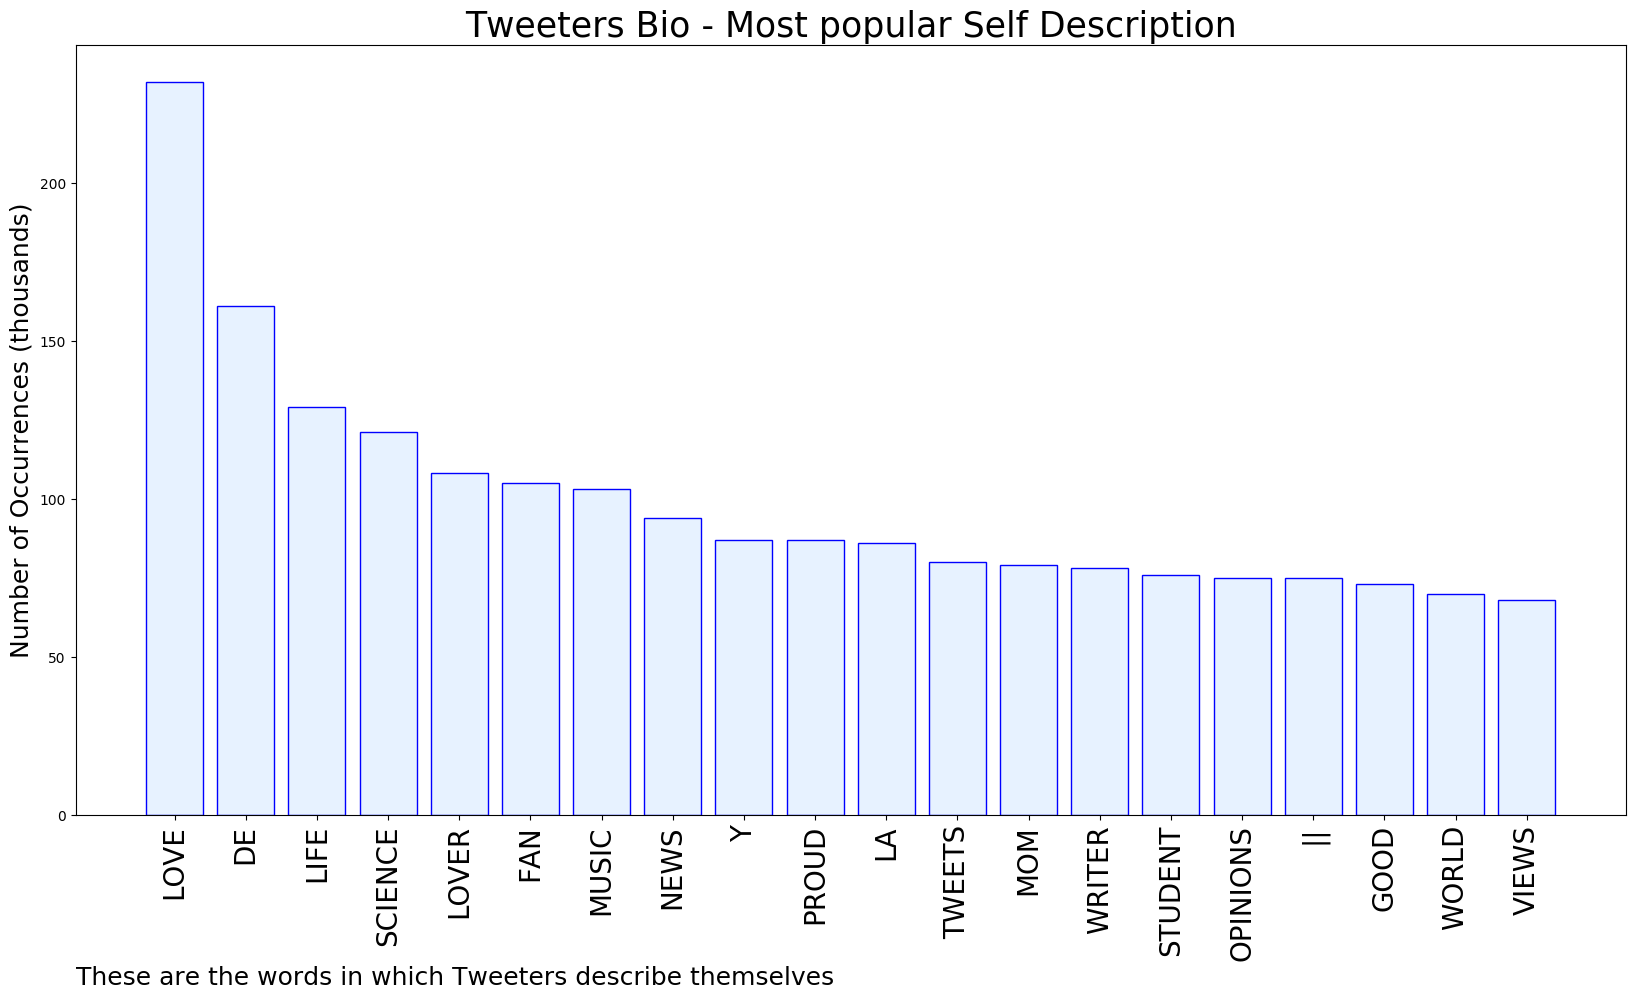 Tweeters Bio - Most popular Self Description
Number of Occurrences (thousands)
200
150
100
50
0
LOVE
DE
LIFE
SCIENCE
LOVER
FAN
MUSIC
NEWS
Y
PROUD
LA
TWEETS
MOM
WRITER
STUDENT
OPINIONS
||
GOOD
WORLD
VIEWS
These are the words in which Tweeters describe themselves